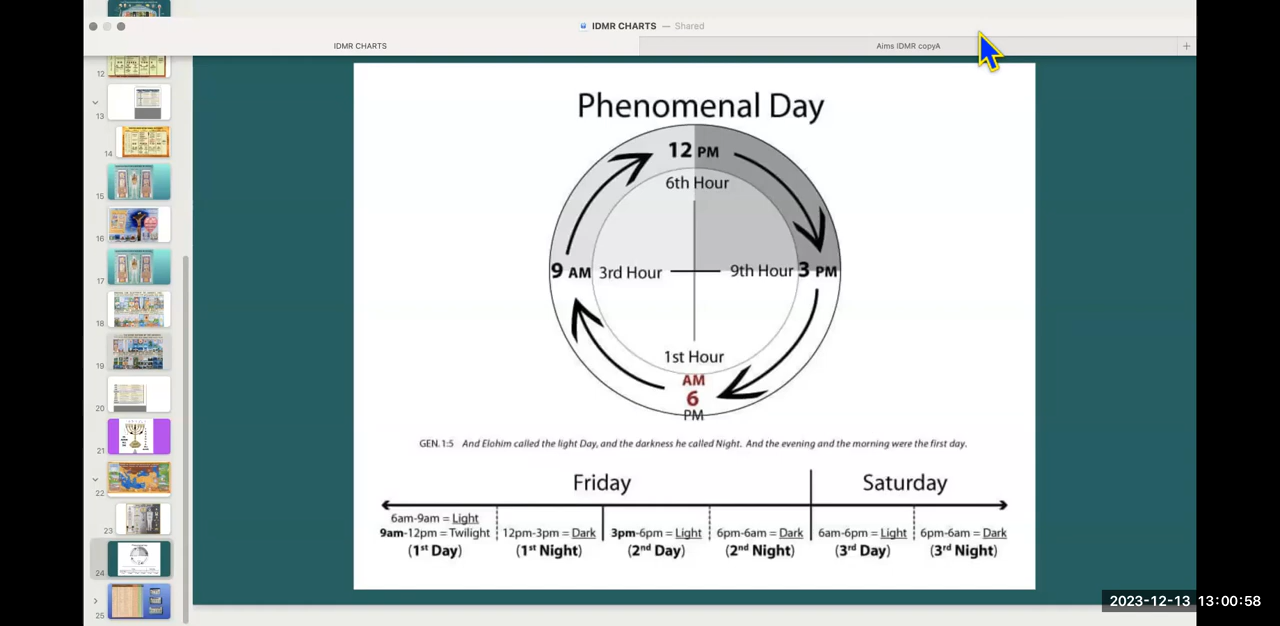 IDMR CHARTS — Shared
IDMR CHARTS
Aims IDMR copyA
+
12
13
14
15
16
17
18
19
20
21
22
23
24
25
Phenomenal Day
12 PM
6th Hour
9 AM 3rd Hour
9th Hour 3 PM
1st Hour
AM
6
PM
GEN.1:5 And Elohim called the light Day, and the darkness he called Night. And the evening and the morning were the first day.
Friday
Saturday
6am-9am = Light
9am-12pm = Twilight
(1st Day)
12pm-3pm = Dark
(1st Night)
3pm-6pm = Light
(2nd Day)
6pm-6am = Dark
(2nd Night)
6am-6pm = Light
(3rd Day)
6pm-6am = Dark
(3rd Night)
2023-12-13 13:00:58